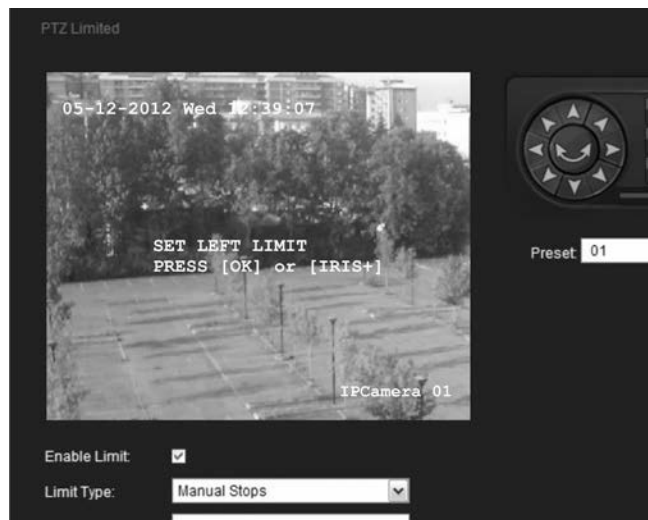 PTZ Limited
05-12-2012 Wed 12:39:07
SET LEFT LIMIT
PRESS [OK] or [IRIS+]
IPCamera 01
Preset: 01
Enable Limit:
Limit Type: Manual Stops